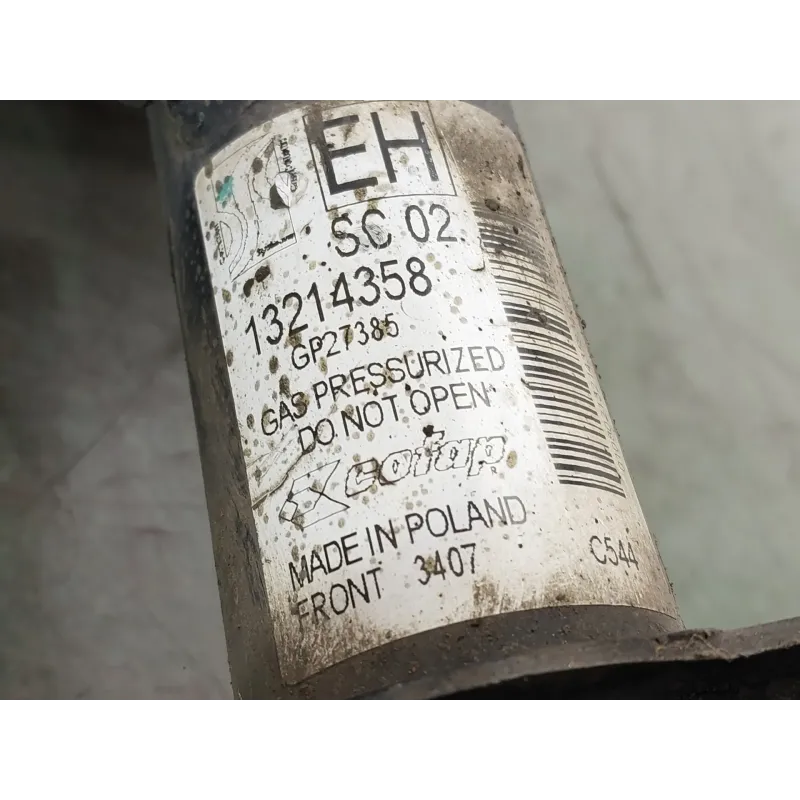 EH
SC 02
13214358
GP27385
GAS PRESSURIZED
DO NOT OPEN
cofap
MADE IN POLAND
FRONT 3407
C544